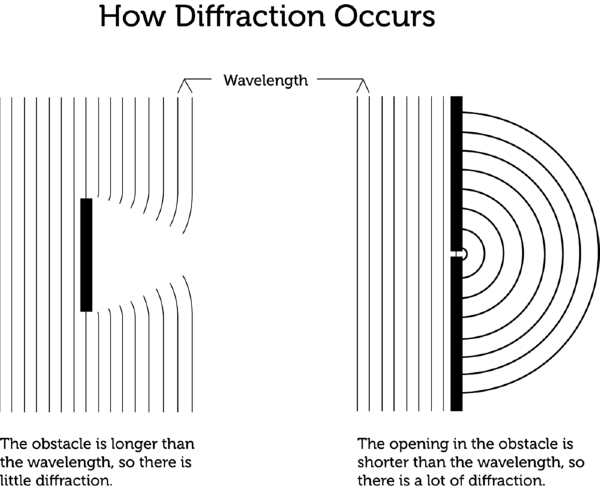 How Diffraction Occurs
Wavelength
The obstacle is longer than
the wavelength, so there is
little diffraction.
The opening in the obstacle is
shorter than the wavelength, so
there is a lot of diffraction.